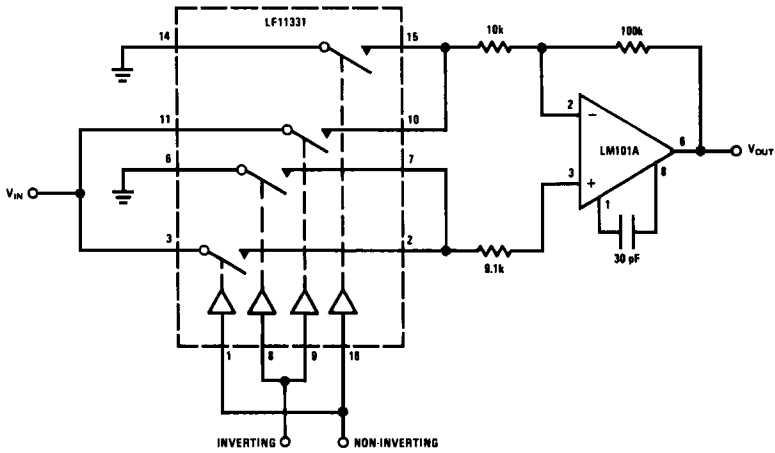 LF11331
14
15
10k
100k
11
10
2
−
LM101A
6
VOUT
6
7
3
+
8
1
VIN
3
2
9.1k
30 pF
1
8
9
16
INVERTING
NON-INVERTING